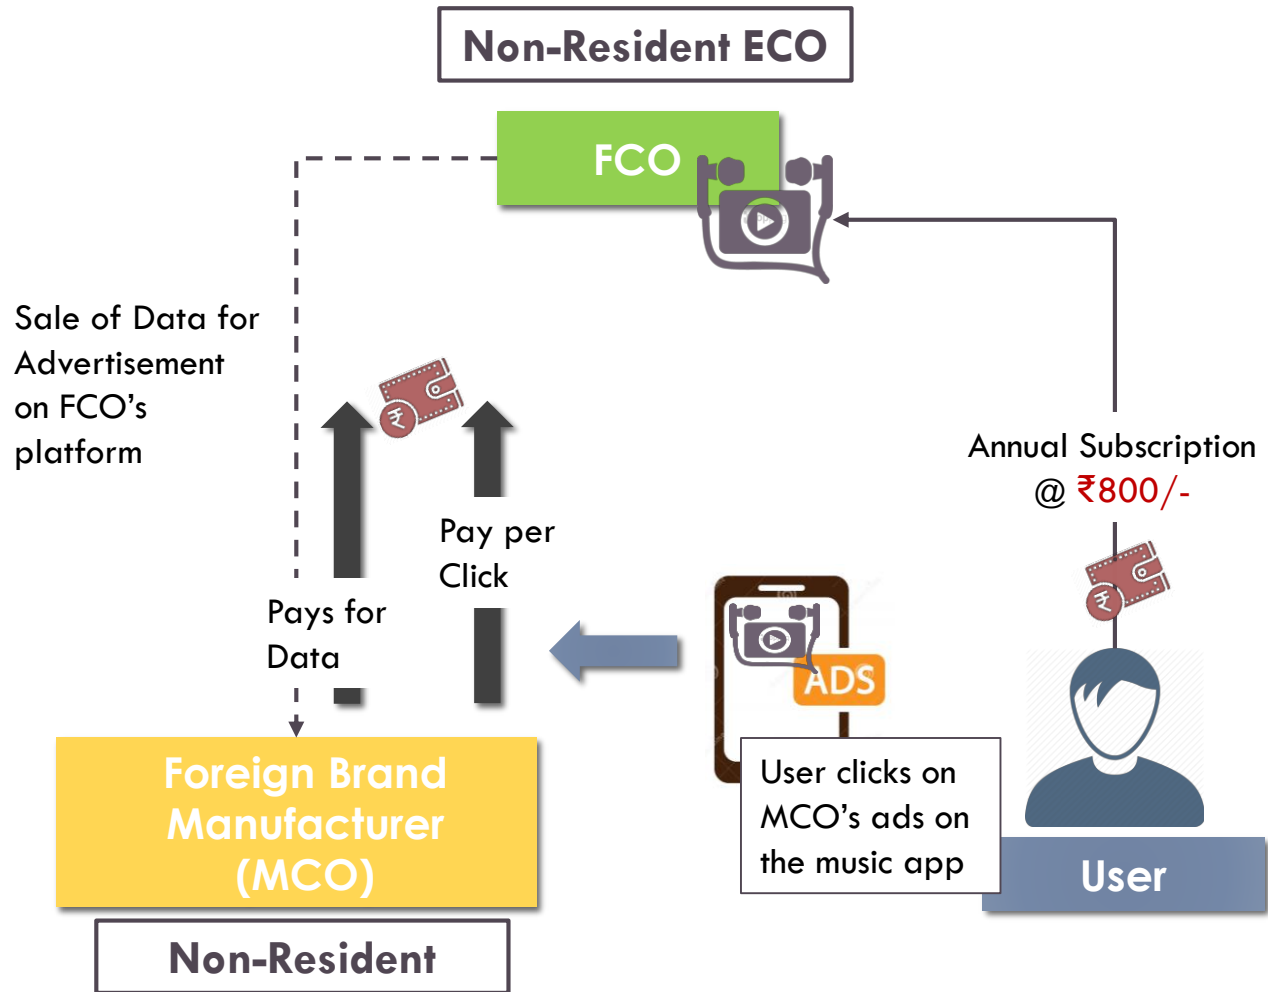 Non-Resident ECO
FCO
Sale of Data for
Advertisement
on FCO's
platform
Annual Subscription
@ ₹800/-
Pay per
Click
Pays for
Data
₹
₹
ADS
Foreign Brand
Manufacturer
(MCO)
User clicks on
MCO's ads on
the music app
User
Non-Resident